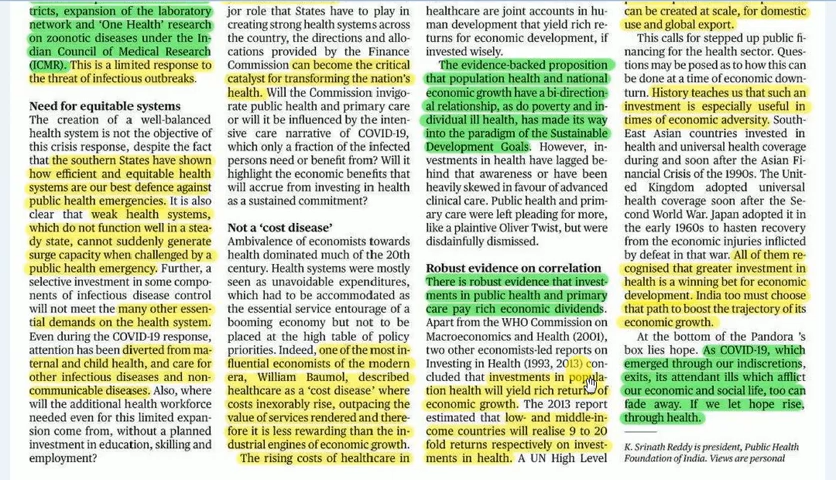 tricts, expansion of the laboratory
network and 'One Health' research
on zoonotic diseases under the In-
dian Council of Medical Research
(ICMR). This is a limited response to
the threat of infectious outbreaks.
Need for equitable systems
The creation of a well-balanced
health system is not the objective of
this crisis response, despite the fact
that the southern States have shown
how efficient and equitable health
systems are our best defence against
public health emergencies. It is also
clear that weak health systems,
which do not function well in a stea-
dy state, cannot suddenly generate
surge capacity when challenged by a
public health emergency. Further, a
selective investment in some compo-
nents of infectious disease control
will not meet the many other essen-
tial demands on the health system.
Even during the COVID-19 response,
attention has been diverted from ma-
ternal and child health, and care for
other infectious diseases and non-
communicable diseases. Also, where
will the additional health workforce
needed even for this limited expan-
sion come from, without a planned
investment in education, skilling and
employment?
jor role that States have to play in
creating strong health systems across
the country, the directions and allo-
cations provided by the Finance
Commission can become the critical
catalyst for transforming the nation's
health. Will the Commission invigo-
rate public health and primary care
or will it be influenced by the inten-
sive care narrative of COVID-19,
which only a fraction of the infected
persons need or benefit from? Will it
highlight the economic benefits that
will accrue from investing in health
as a sustained commitment?
Not a 'cost disease'
Ambivalence of economists towards
health dominated much of the 20th
century. Health systems were mostly
seen as unavoidable expenditures,
which had to be accommodated as
the essential service entourage of a
booming economy but not to be
placed at the high table of policy
priorities. Indeed, one of the most in-
fluential economists of the modern
era, William Baumol, described
healthcare as a 'cost disease' where
costs inexorably rise, outpacing the
value of services rendered and there-
fore it is less rewarding than the in-
dustrial engines of economic growth.
The rising costs of healthcare in
healthcare are joint accounts in hu-
man development that yield rich re-
turns for economic development, if
invested wisely.
The evidence-backed proposition
that population health and national
economic growth have a bi-direction-
al relationship, as do poverty and in-
dividual ill health, has made its way
into the paradigm of the Sustainable
Development Goals. However, in-
vestments in health have lagged be-
hind that awareness or have been
heavily skewed in favour of advanced
clinical care. Public health and prim-
ary care were left pleading for more,
like a plaintive Oliver Twist, but were
disdainfully dismissed.
Robust evidence on correlation
There is robust evidence that invest-
ments in public health and primary
care pay rich economic dividends.
Apart from the WHO Commission on
Macroeconomics and Health (2001),
two other economists-led reports on
Investing in Health (1993, 2013) con-
cluded that investments in popula-
tion health will yield rich returns of
economic growth. The 2013 report
estimated that low- and middle-in-
come countries will realise 9 to 20
fold returns respectively on invest-
ments in health. A UN High Level
can be created at scale, for domestic
use and global export.
This calls for stepped up public fi-
nancing for the health sector. Ques-
tions may be posed as to how this can
be done at a time of economic down-
turn. History teaches us that such an
investment is especially useful in
times of economic adversity. South-
East Asian countries invested in
health and universal health coverage
during and soon after the Asian Fi-
nancial Crisis of the 1990s. The Unit-
ed Kingdom adopted universal
health coverage soon after the Se-
cond World War. Japan adopted it in
the early 1960s to hasten recovery
from the economic injuries inflicted
by defeat in that war. All of them re-
cognised that greater investment in
health is a winning bet for economic
development. India too must choose
that path to boost the trajectory of its
economic growth.
At the bottom of the Pandora 's
box lies hope. As COVID-19, which
emerged through our indiscretions,
exits, its attendant ills which afflict
our economic and social life, too can
fade away. If we let hope rise,
through health.
K. Srinath Reddy is president, Public Health
Foundation of India. Views are personal